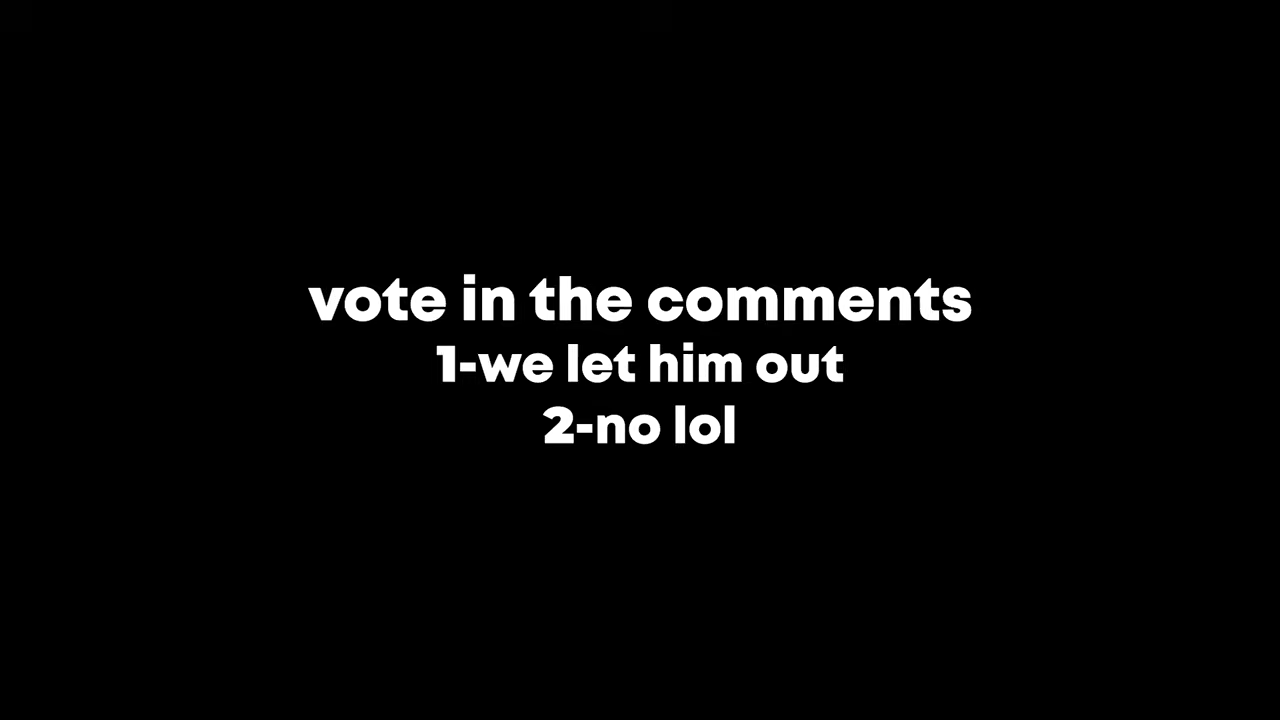 vote in the comments
1-we let him out
2-no lol